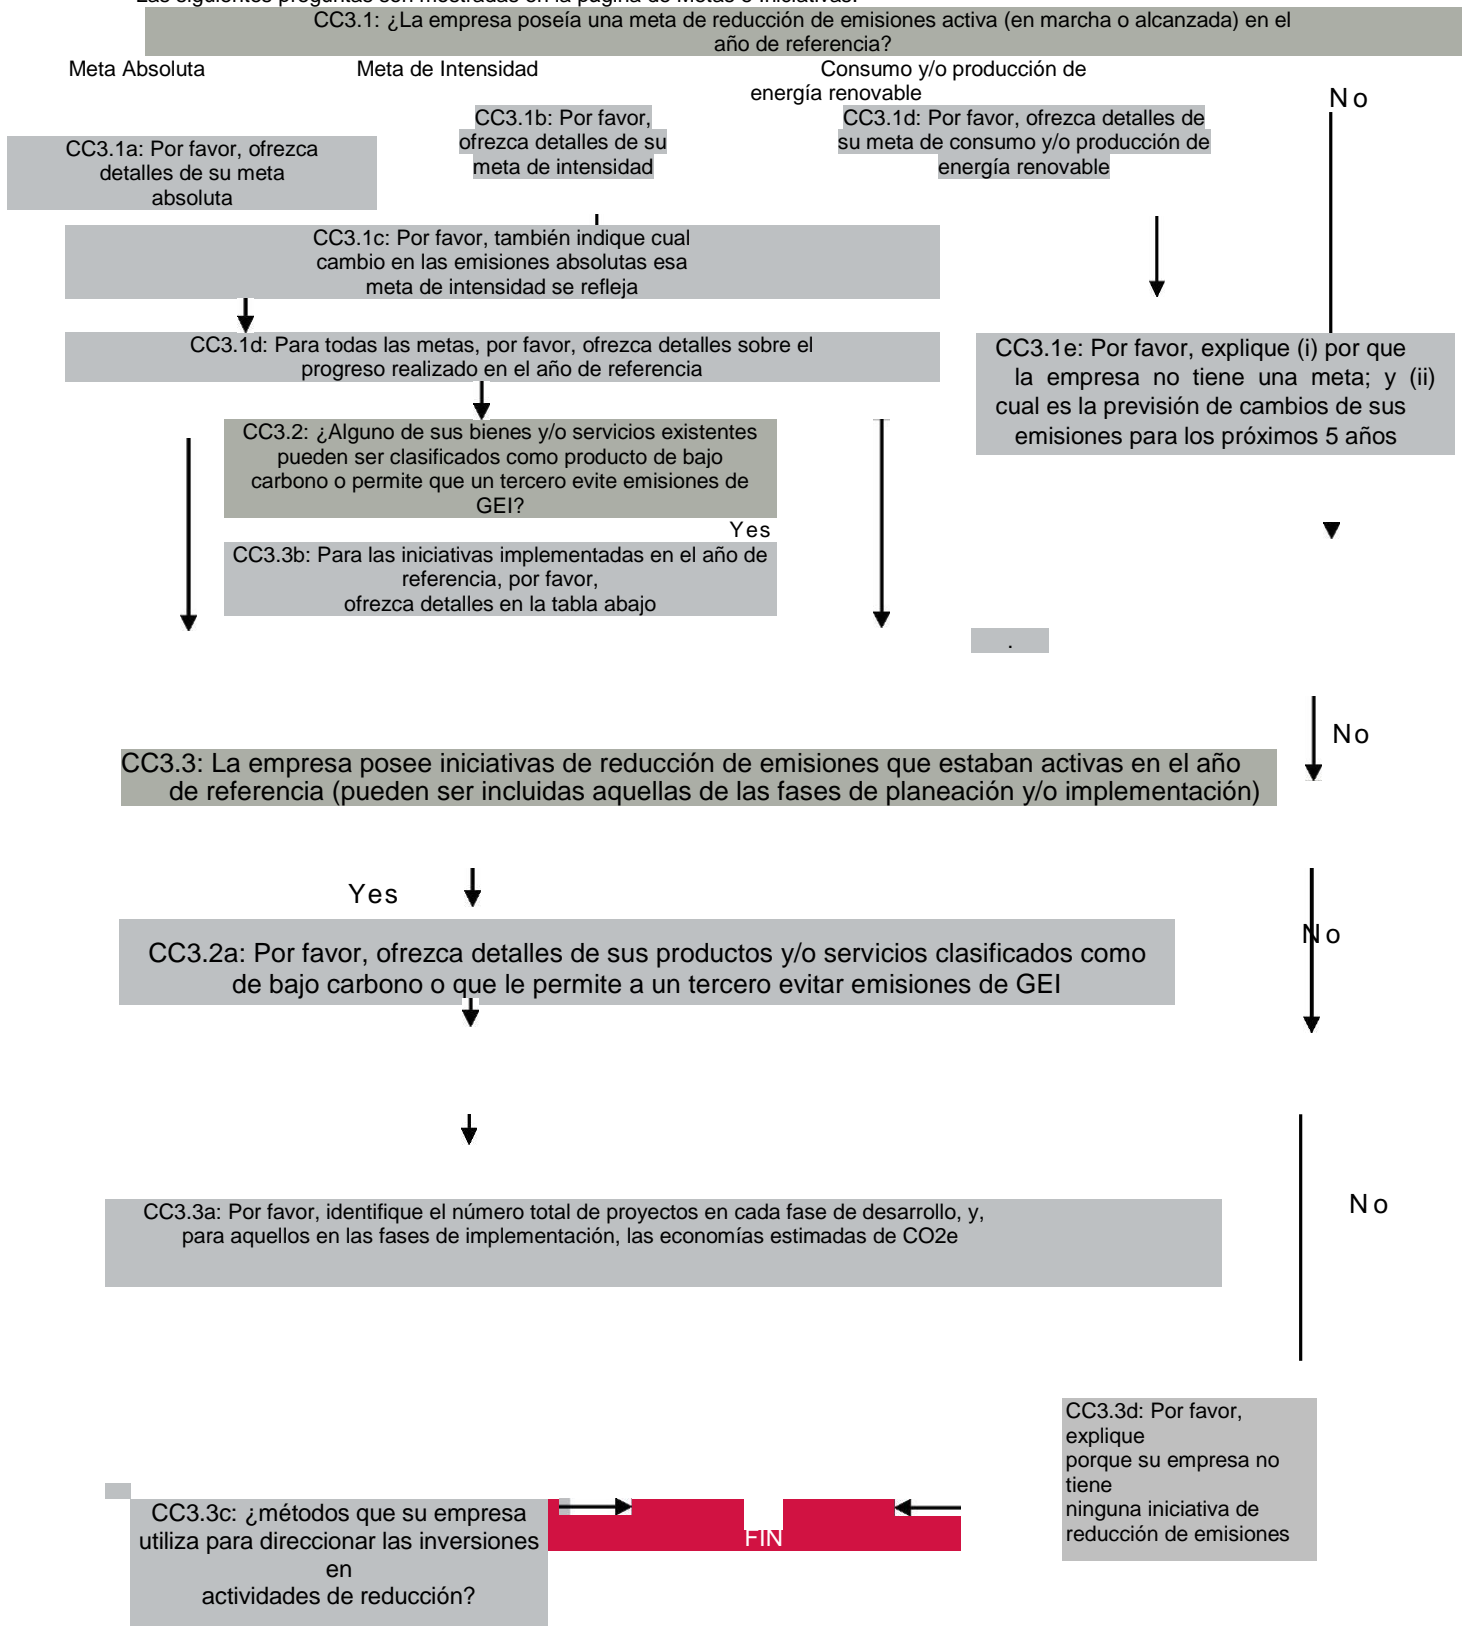 Las siguientes preguntas son mostradas en la página de Metas e Iniciativas:
CC3.1: ¿La empresa poseía una meta de reducción de emisiones activa (en marcha o alcanzada) en el
año de referencia?
Meta Absoluta
Meta de Intensidad
Consumo y/o producción de
energía renovable
No
CC3.1a: Por favor, ofrezca
detalles de su meta
absoluta
CC3.1b: Por favor,
ofrezca detalles de su
meta de intensidad
CC3.1d: Por favor, ofrezca detalles de
su meta de consumo y/o producción de
energía renovable
CC3.1c: Por favor, también indique cual
cambio en las emisiones absolutas esa
meta de intensidad se refleja
CC3.1d: Para todas las metas, por favor, ofrezca detalles sobre el
progreso realizado en el año de referencia
CC3.1e: Por favor, explique (i) por que
la empresa no tiene una meta; y (ii)
cual es la previsión de cambios de sus
emisiones para los próximos 5 años
CC3.2: ¿Alguno de sus bienes y/o servicios existentes
pueden ser clasificados como producto de bajo
carbono o permite que un tercero evite emisiones de
GEI?
Yes
CC3.3b: Para las iniciativas implementadas en el año de
referencia, por favor,
ofrezca detalles en la tabla abajo
.
No
CC3.3: La empresa posee iniciativas de reducción de emisiones que estaban activas en el año
de referencia (pueden ser incluidas aquellas de las fases de planeación y/o implementación)
Yes
No
CC3.2a: Por favor, ofrezca detalles de sus productos y/o servicios clasificados como
de bajo carbono o que le permite a un tercero evitar emisiones de GEI
CC3.3a: Por favor, identifique el número total de proyectos en cada fase de desarrollo, y,
para aquellos en las fases de implementación, las economías estimadas de CO2e
No
CC3.3d: Por favor,
explique
porque su empresa no
tiene
ninguna iniciativa de
reducción de emisiones
CC3.3c: ¿métodos que su empresa
utiliza para direccionar las inversiones
en
actividades de reducción?
FIN